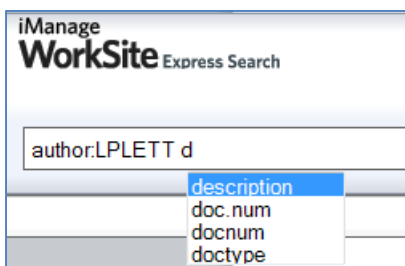 iManage
WorkSite Express Search
author:LPLETT d
description
doc.num
docnum
doctype